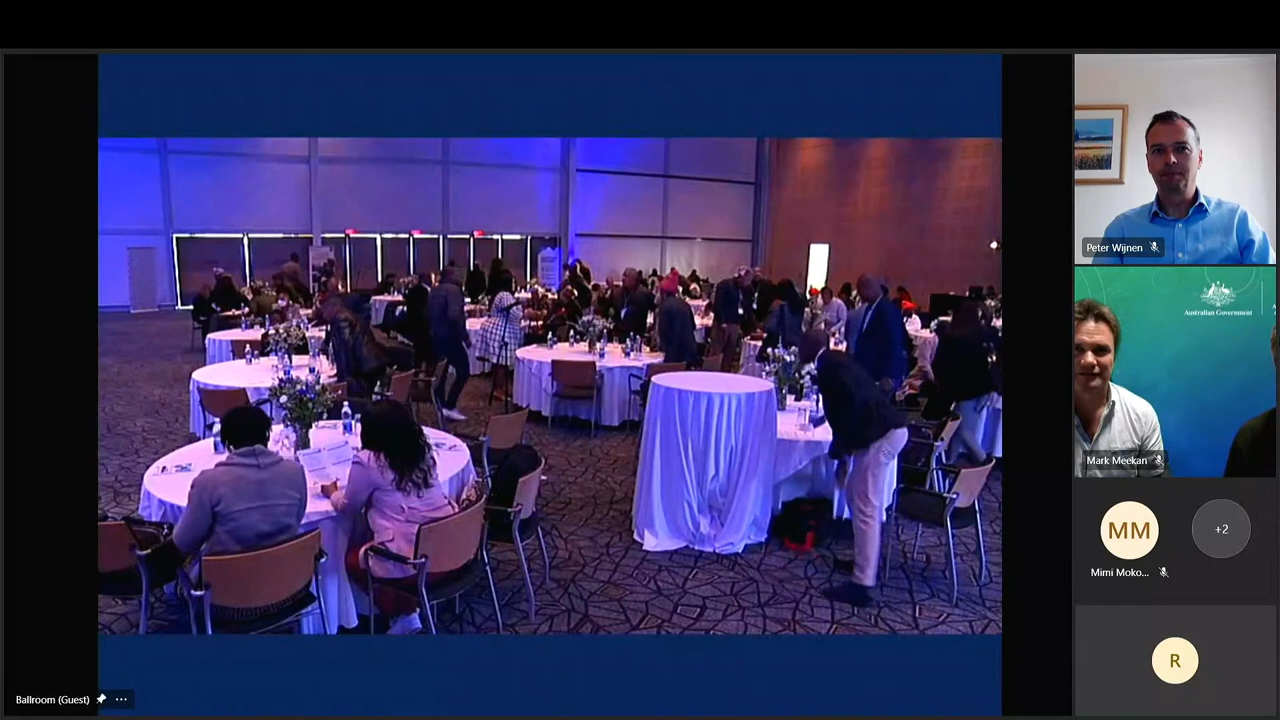 Peter Wijnen
Australian Government
Mark Meekan
MM
+2
Mimi Moko...
R
Ballroom (Guest)